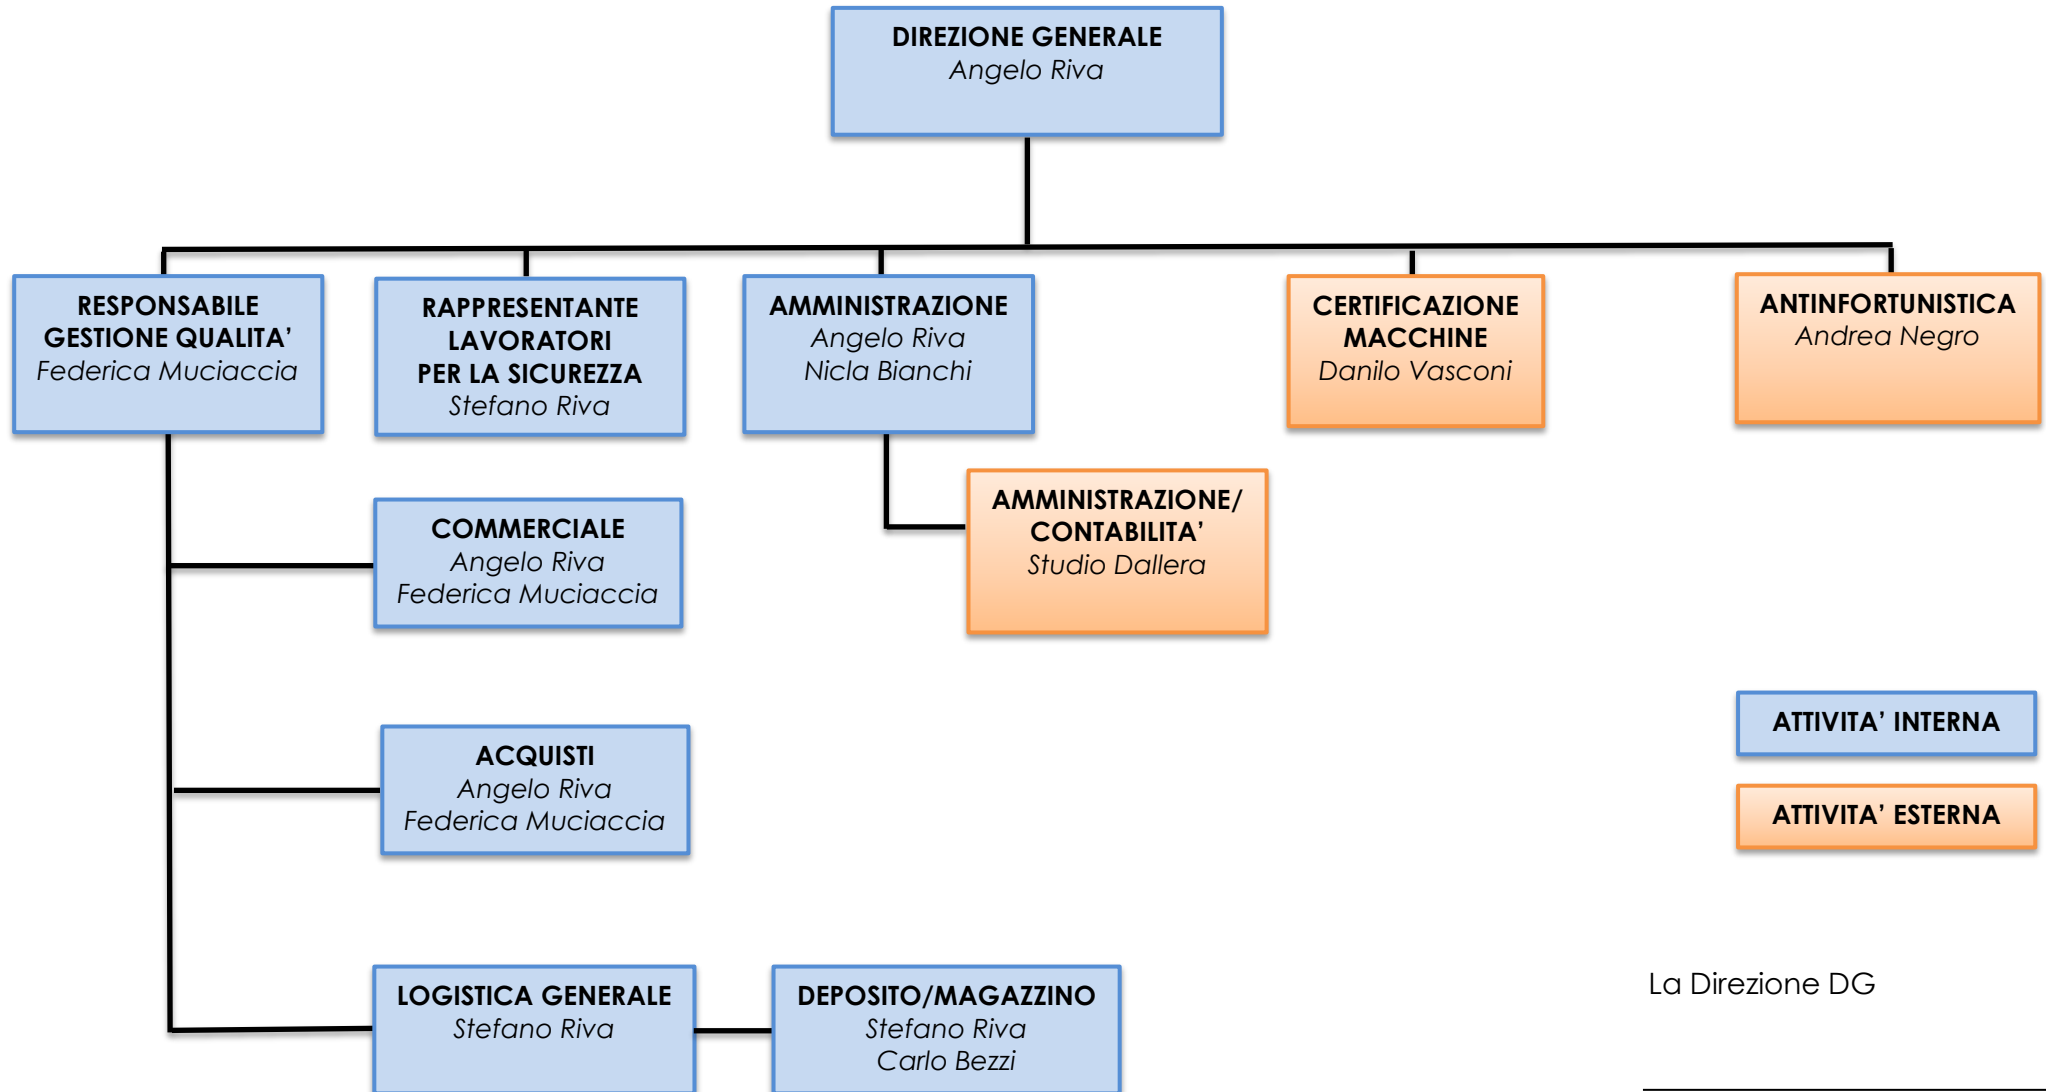 DIREZIONE GENERALE
Angelo Riva
RESPONSABILE
GESTIONE QUALITA’
Federica Muciaccia
RAPPRESENTANTE
LAVORATORI
PER LA SICUREZZA
Stefano Riva
AMMINISTRAZIONE
Angelo Riva
Nicla Bianchi
CERTIFICAZIONE
MACCHINE
Danilo Vasconi
ANTINFORTUNISTICA
Andrea Negro
AMMINISTRAZIONE/
CONTABILITA’
Studio Dallera
COMMERCIALE
Angelo Riva
Federica Muciaccia
ACQUISTI
Angelo Riva
Federica Muciaccia
ATTIVITA’ INTERNA
ATTIVITA’ ESTERNA
LOGISTICA GENERALE
Stefano Riva
DEPOSITO/MAGAZZINO
Stefano Riva
Carlo Bezzi
La Direzione DG